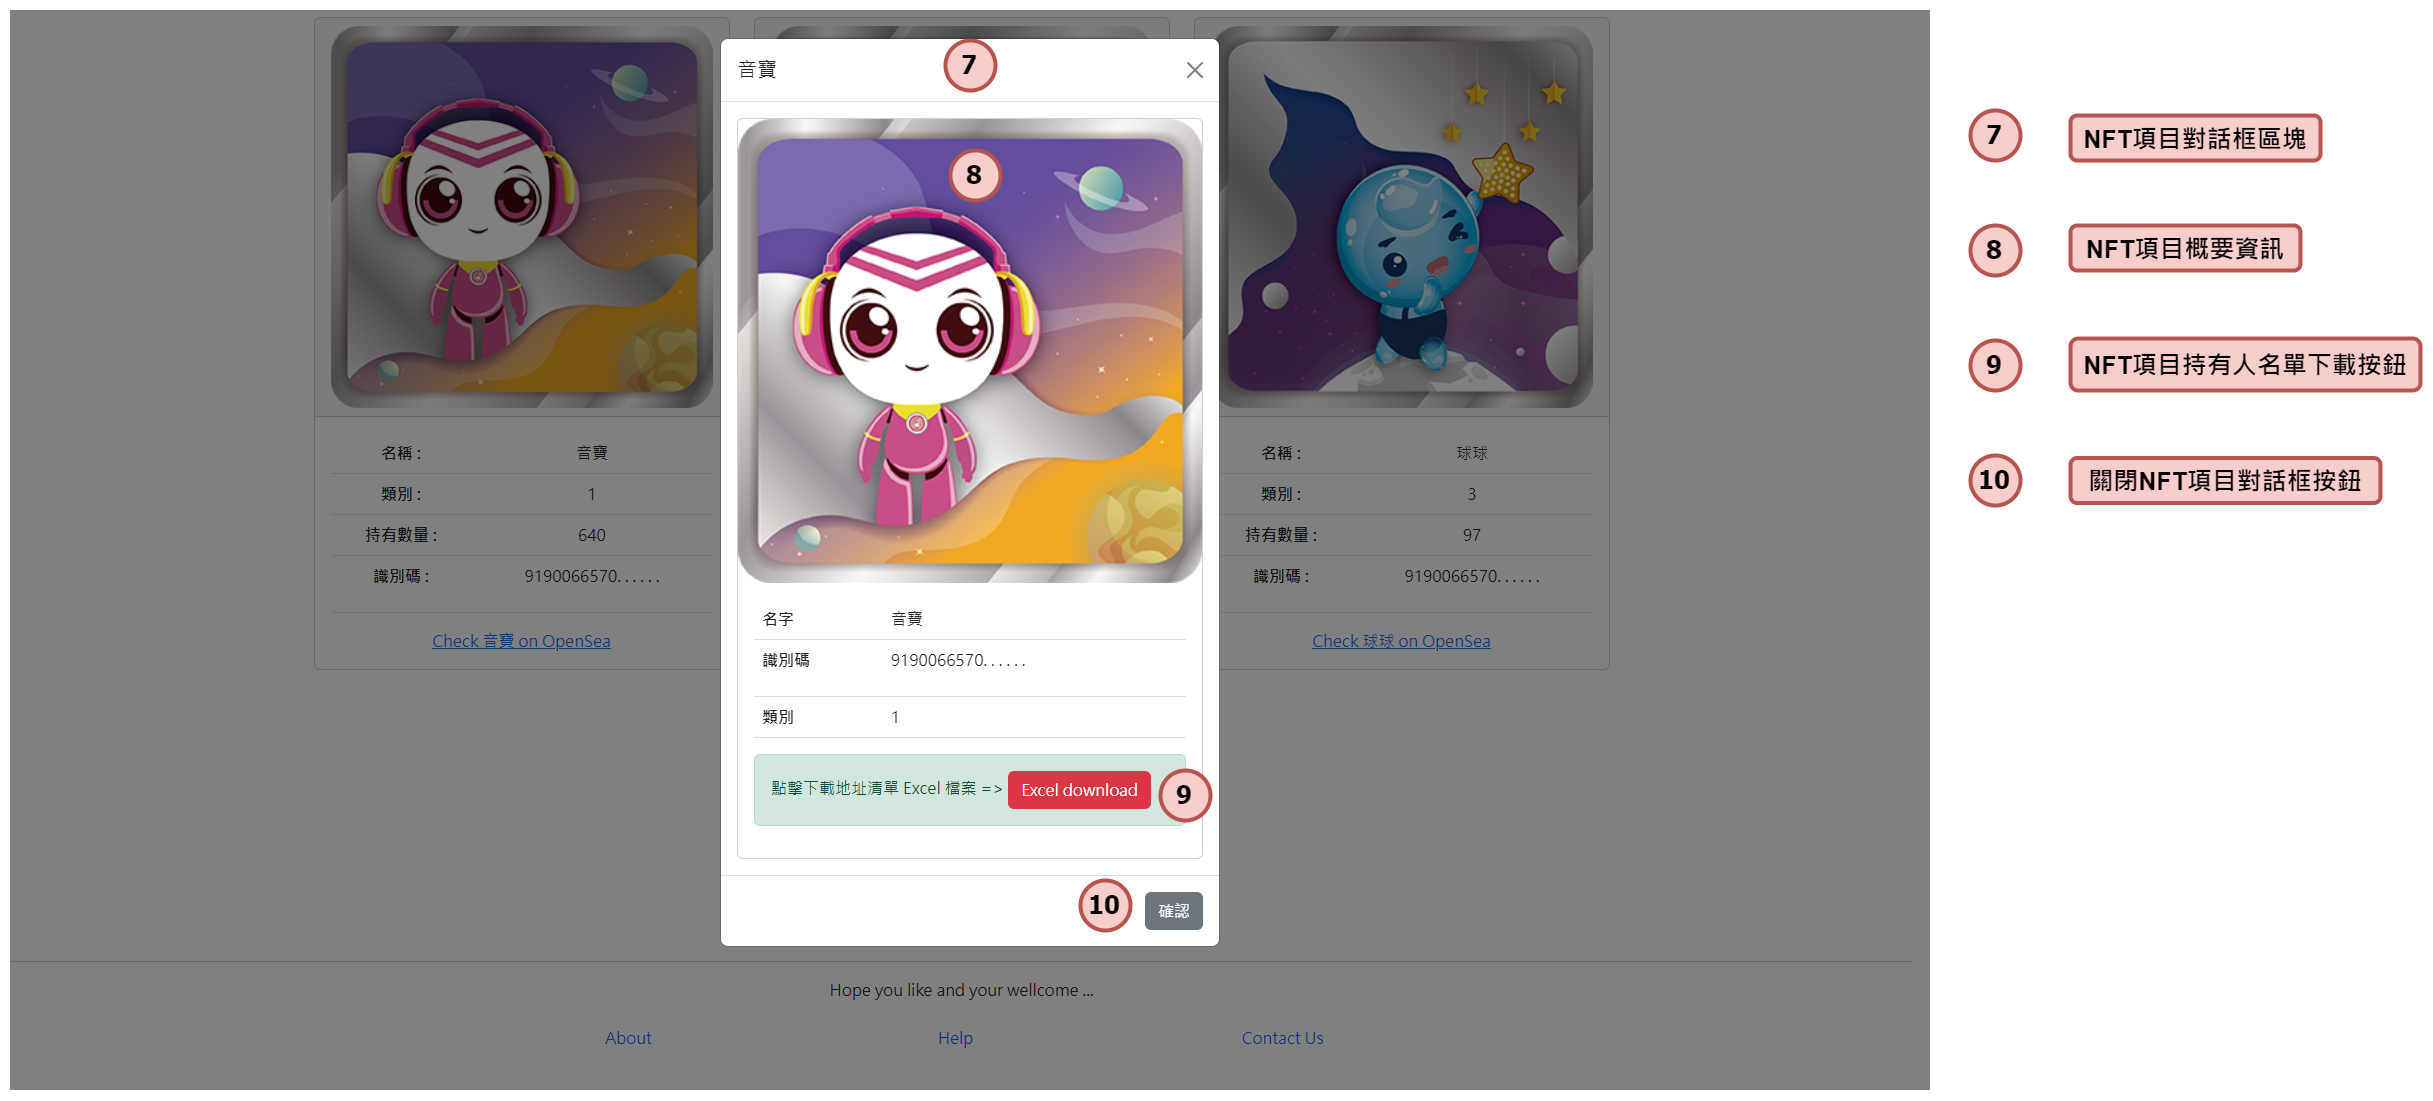 音寶
7
8
名稱 :
音寶
類別 :
1
持有數量 :
640
識別碼 :
9190066570......
Check 音寶 on OpenSea
名字
音寶
識別碼
9190066570......
類別
1
點擊下載地址清單 Excel 檔案 =>
Excel download
9
10
確認
名稱 :
球球
類別 :
3
持有數量 :
97
識別碼 :
9190066570......
Check 球球 on OpenSea
Hope you like and your wellcome ...
About
Help
Contact Us
7
NFT項目對話框區塊
8
NFT項目概要資訊
9
NFT項目持有人名單下載按鈕
10
關閉NFT項目對話框按鈕